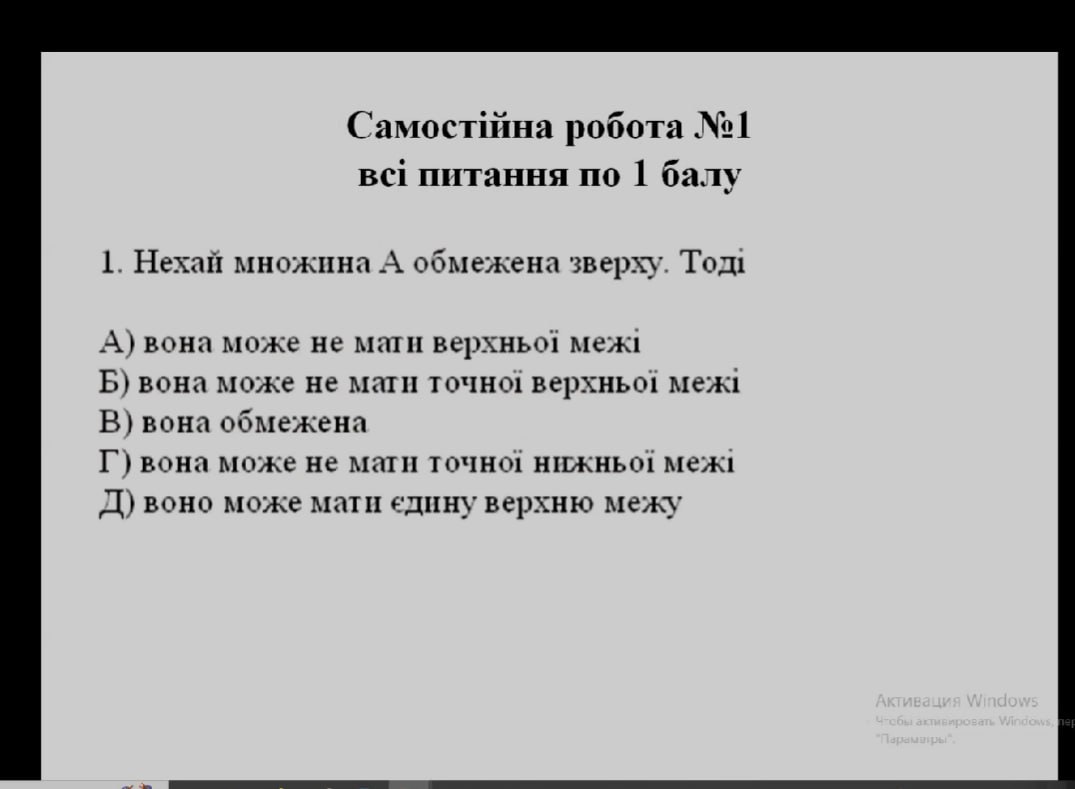 Самостійна робота №1
всі питання по 1 балу
1. Нехай множина А обмежена зверху. Тоді
А) вона може не мати верхньої межі
Б) вона може не мати точної верхньої межі
В) вона обмежена
Г) вона може не мати точної нижньої межі
Д) воно може мати єдину верхню межу
Активация Windows
Чтобы активировать Windows, пер
"Параметры".